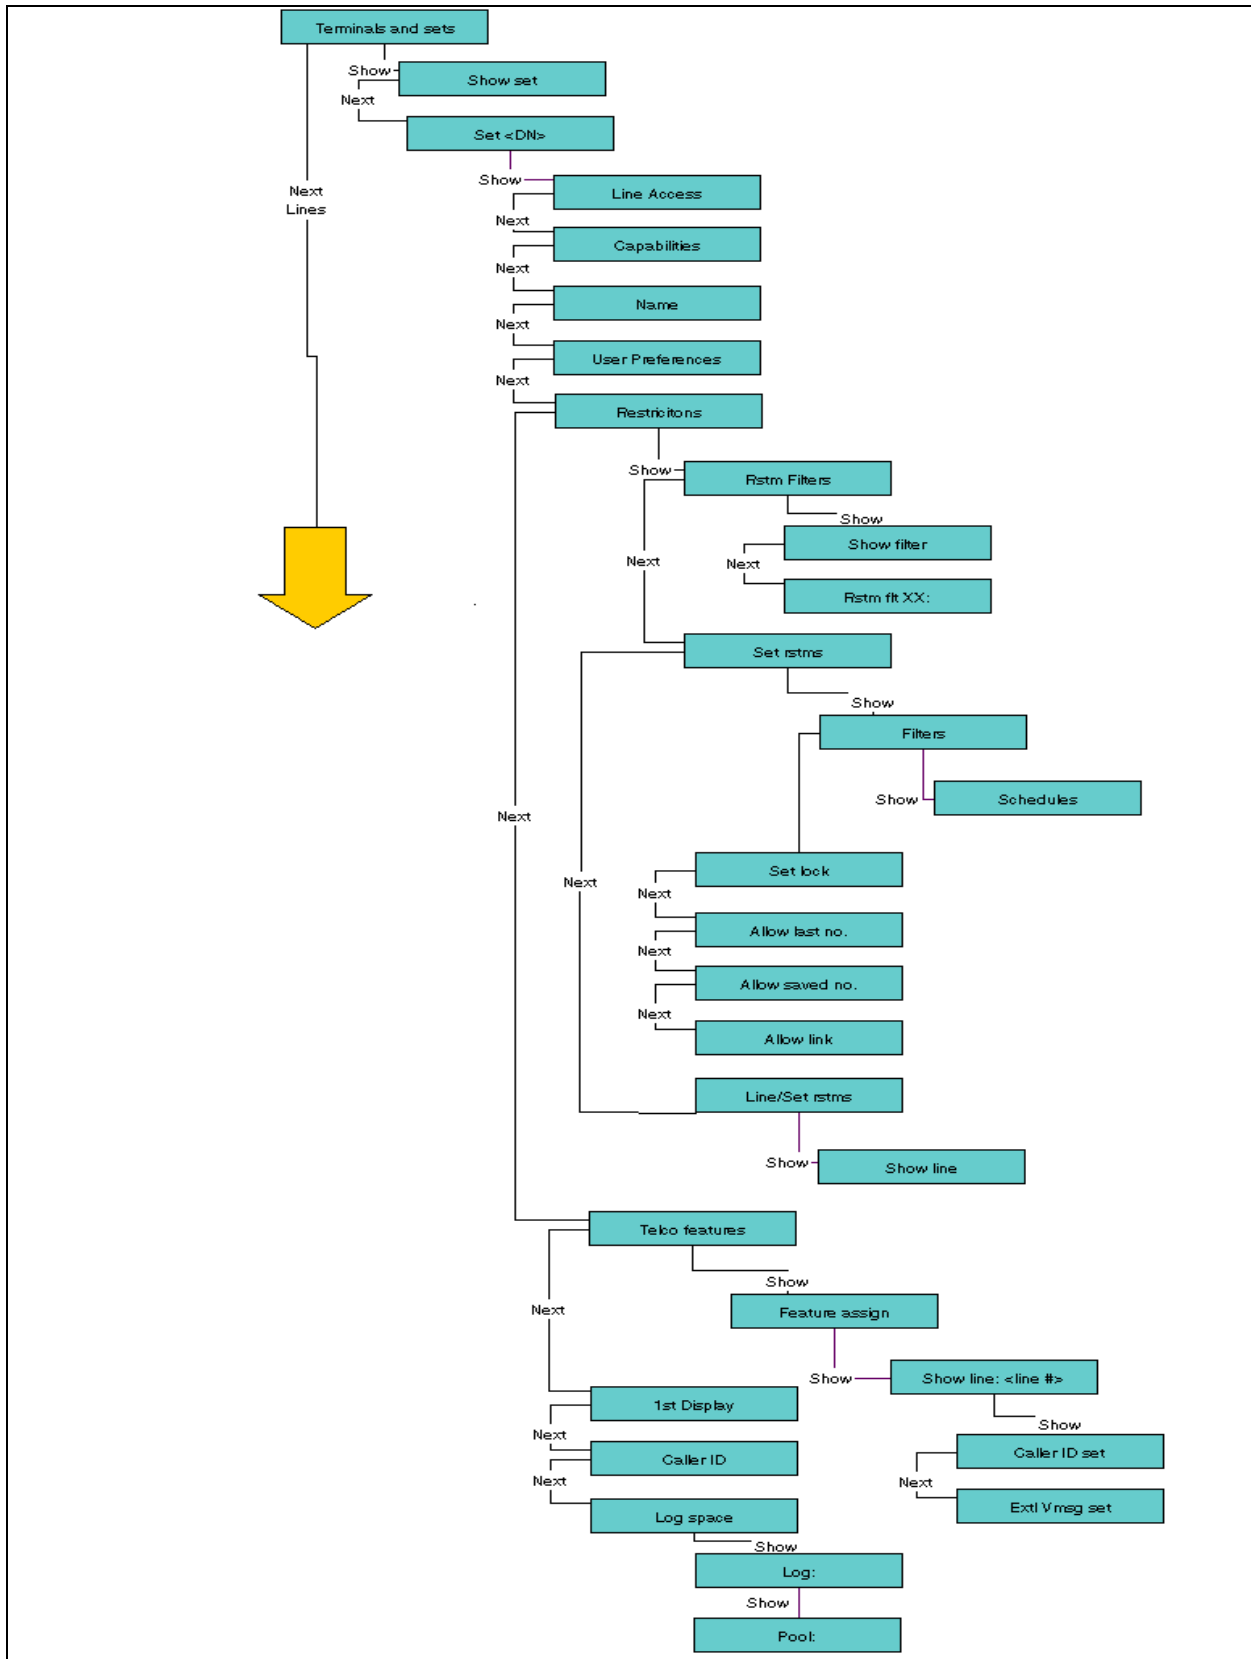 Terminals and sets
Show
Show set
Next
Set <DN>
Show
Line Access
Next
Lines
Next
Capabilities
Next
Name
Next
User Preferences
Next
Restricitons
Show
Rstrn Filters
Show
Show filter
Next
Next
Rstrn flt XX:
Set rstrns
Show
Filters
Show
Schedules
Next
Set lock
Next
Next
Allow last no.
Next
Allow saved no.
Next
Allow link
Line/Set rstrns
Show
Show line
Telco features
Show
Next
Feature assign
Show
Show line: <line #>
1st Display
Show
Next
Caller ID
Caller ID set
Next
Next
Extl Vmsg set
Log space
Show
Log:
Show
Pool: